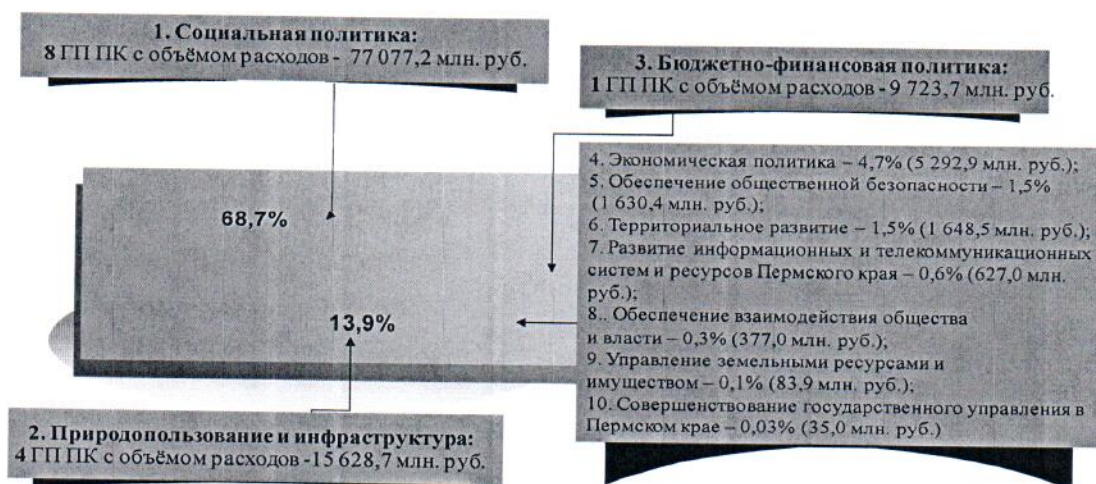 1. Социальная политика:
8 ГП ПК с объёмом расходов - 77 077,2 млн. руб.
3. Бюджетно-финансовая политика:
1 ГП ПК с объёмом расходов - 9 723,7 млн. руб.
68,7%
13,9%
4. Экономическая политика – 4,7% (5 292,9 млн. руб.);
5. Обеспечение общественной безопасности – 1,5%
(1 630,4 млн. руб.);
6. Территориальное развитие – 1,5% (1 648,5 млн. руб.);
7. Развитие информационных и телекоммуникационных
систем и ресурсов Пермского края – 0,6% (627,0 млн.
руб.);
8.. Обеспечение взаимодействия общества
и власти – 0,3% (377,0 млн. руб.);
9. Управление земельными ресурсами и
имуществом – 0,1% (83,9 млн. руб.);
10. Совершенствование государственного управления в
Пермском крае – 0,03% (35,0 млн. руб.)
2. Природопользование и инфраструктура:
4 ГП ПК с объёмом расходов -15 628,7 млн. руб.